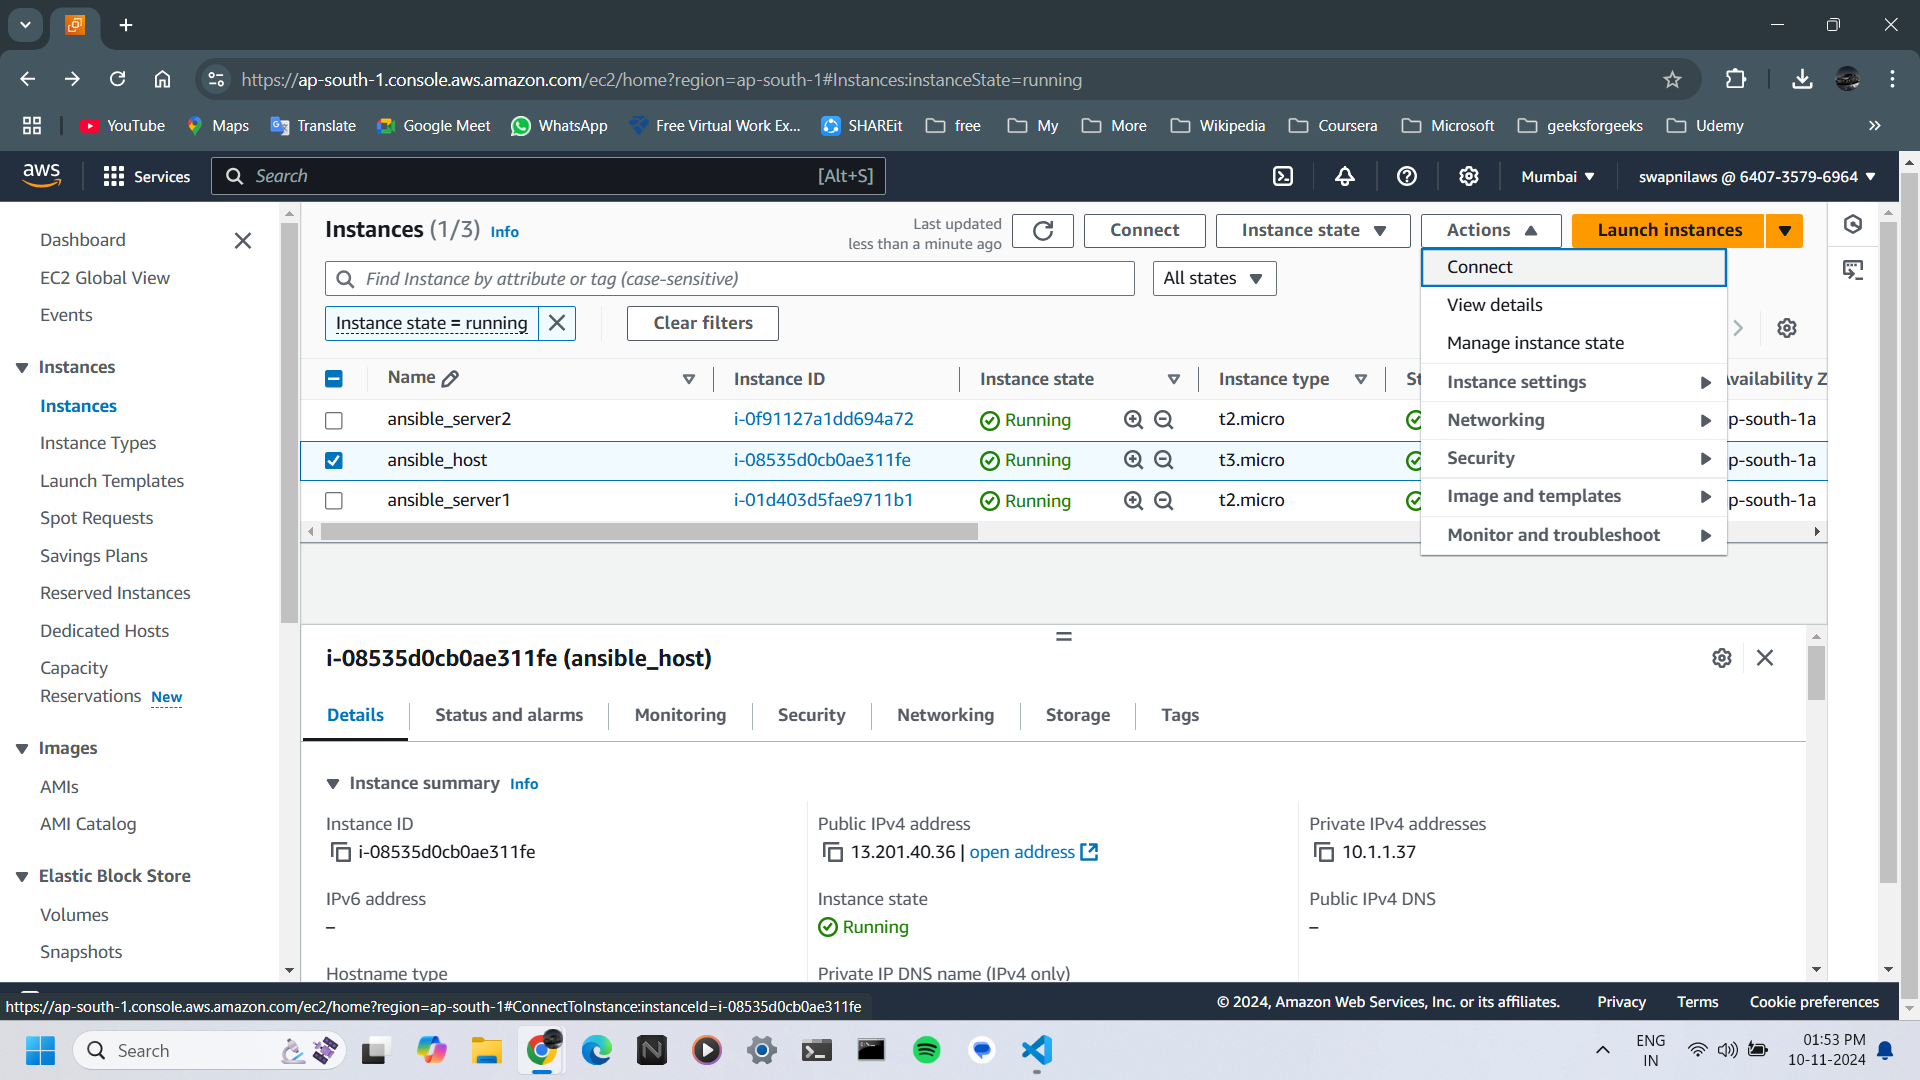 https://ap-south-1.console.aws.amazon.com/ec2/home?region=ap-south-1#Instances:instanceState=running
YouTube Maps Translate Google Meet WhatsApp Free Virtual Work Ex... SHAREit free My More Wikipedia Coursera Microsoft geeksforgeeks Udemy
aws Services Search [Alt+S] Mumbai swapnilaws @ 6407-3579-6964
Dashboard
EC2 Global View
Events
Instances
Instances
Instance Types
Launch Templates
Spot Requests
Savings Plans
Reserved Instances
Dedicated Hosts
Capacity
Reservations New
Images
AMIs
AMI Catalog
Elastic Block Store
Volumes
Snapshots
Instances (1/3) Info
Last updated
less than a minute ago
Connect Instance state Actions Launch instances
Find Instance by attribute or tag (case-sensitive) All states
Instance state = running Clear filters
Connect
View details
Manage instance state
Instance settings
Networking
Security
Image and templates
Monitor and troubleshoot
Name Instance ID Instance state Instance type St Availability Z
ansible_server2 i-0f91127a1dd694a72 Running t2.micro p-south-1a
ansible_host i-08535d0cb0ae311fe Running t3.micro p-south-1a
ansible_server1 i-01d403d5fae9711b1 Running t2.micro p-south-1a
i-08535d0cb0ae311fe (ansible_host)
Details Status and alarms Monitoring Security Networking Storage Tags
Instance summary Info
Instance ID
i-08535d0cb0ae311fe
Public IPv4 address
13.201.40.36 | open address
Private IPv4 addresses
10.1.1.37
IPv6 address
–
Instance state
Running
Public IPv4 DNS
–
Hostname type
Private IP DNS name (IPv4 only)
https://ap-south-1.console.aws.amazon.com/ec2/home?region=ap-south-1#ConnectToInstance:instanceId=i-08535d0cb0ae311fe
© 2024, Amazon Web Services, Inc. or its affiliates. Privacy Terms Cookie preferences
Search
ENG
IN
01:53 PM
10-11-2024